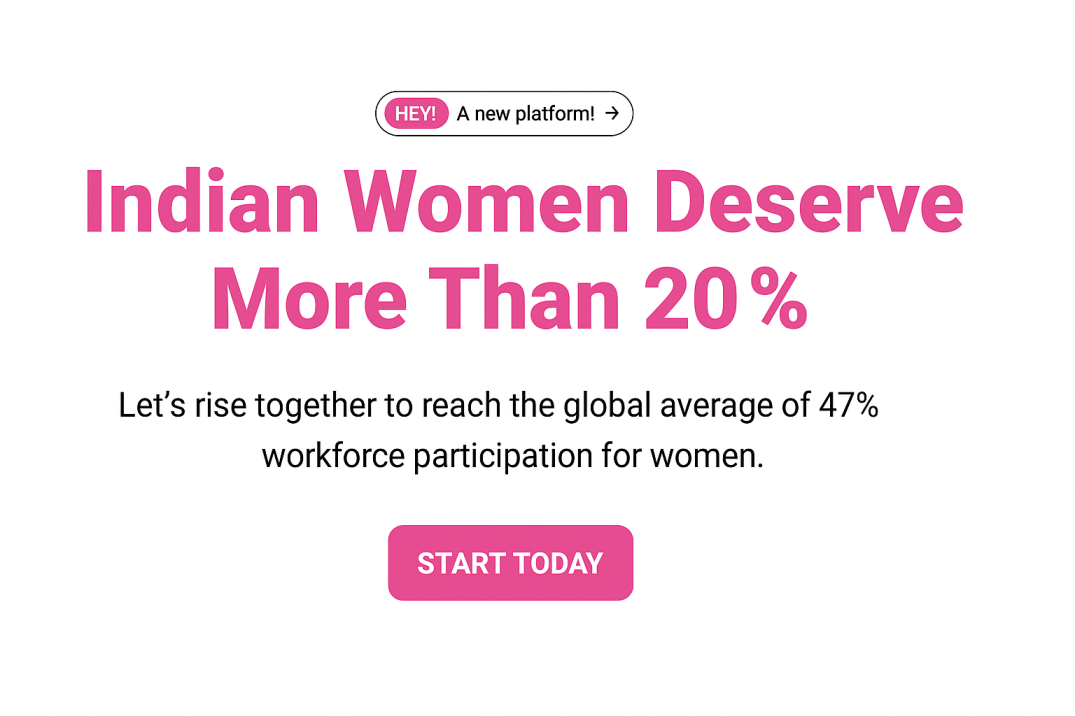 HEY! A new platform! →
Indian Women Deserve
More Than 20%
Let’s rise together to reach the global average of 47%
workforce participation for women.
START TODAY